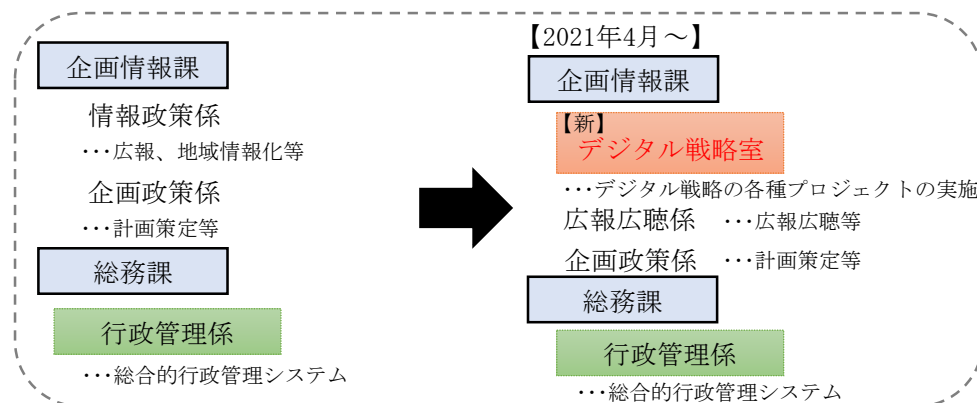 企画情報課
情報政策係
･･･広報、地域情報化等
企画政策係
･･･計画策定等
総務課
行政管理係
･･･総合的行政管理システム
【2021年4月～】
企画情報課
【新】
デジタル戦略室
･･･デジタル戦略の各種プロジェクトの実施
広報広聴係 ･･･広報広聴等
企画政策係 ･･･計画策定等
総務課
行政管理係
･･･総合的行政管理システム